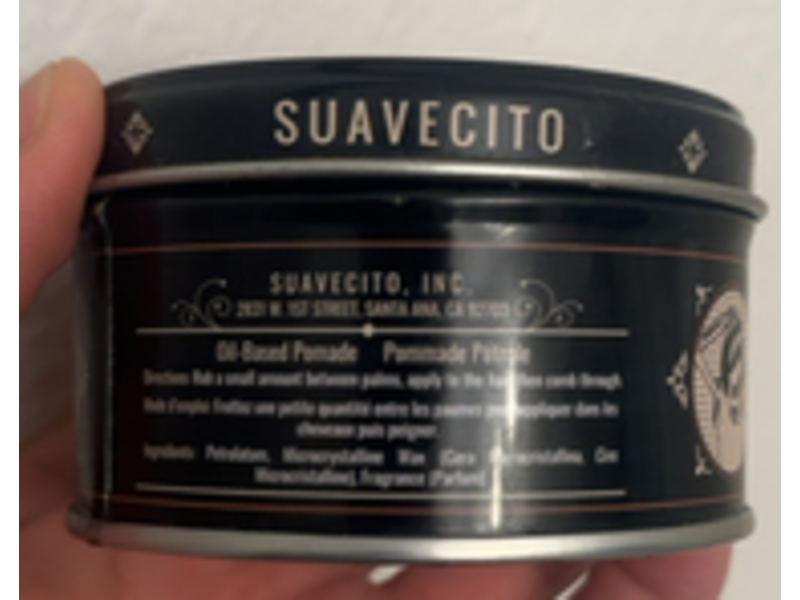 SUAVECITO
SUAVECITO, INC.
2831 W. 1ST STREET, SANTA ANA, CA 92703
Oil-Based Pomade Pommade Pétrole
Directions: Rub a small amount between palms, apply to the hair then comb through.
Mode d'emploi: Frottez une petite quantité entre les paumes puis appliquer dans les
cheveux puis peigner.
Ingredients: Petrolatum, Microcrystalline Wax (Cera Microcristallina, Cire
Microcristalline), Fragrance (Parfum)